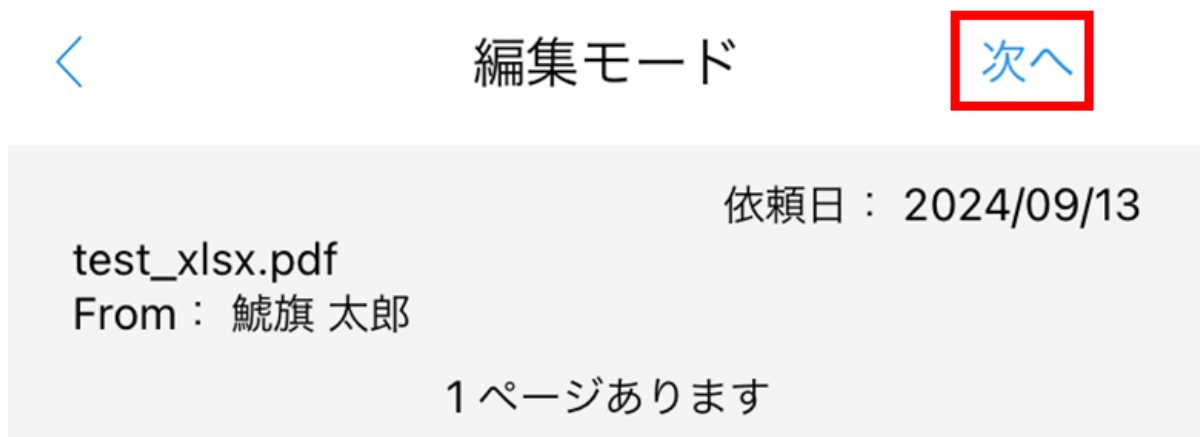 編集モード 次へ
依頼日： 2024/09/13
test_xlsx.pdf
From： 鯱旗 太郎
1 ページあります